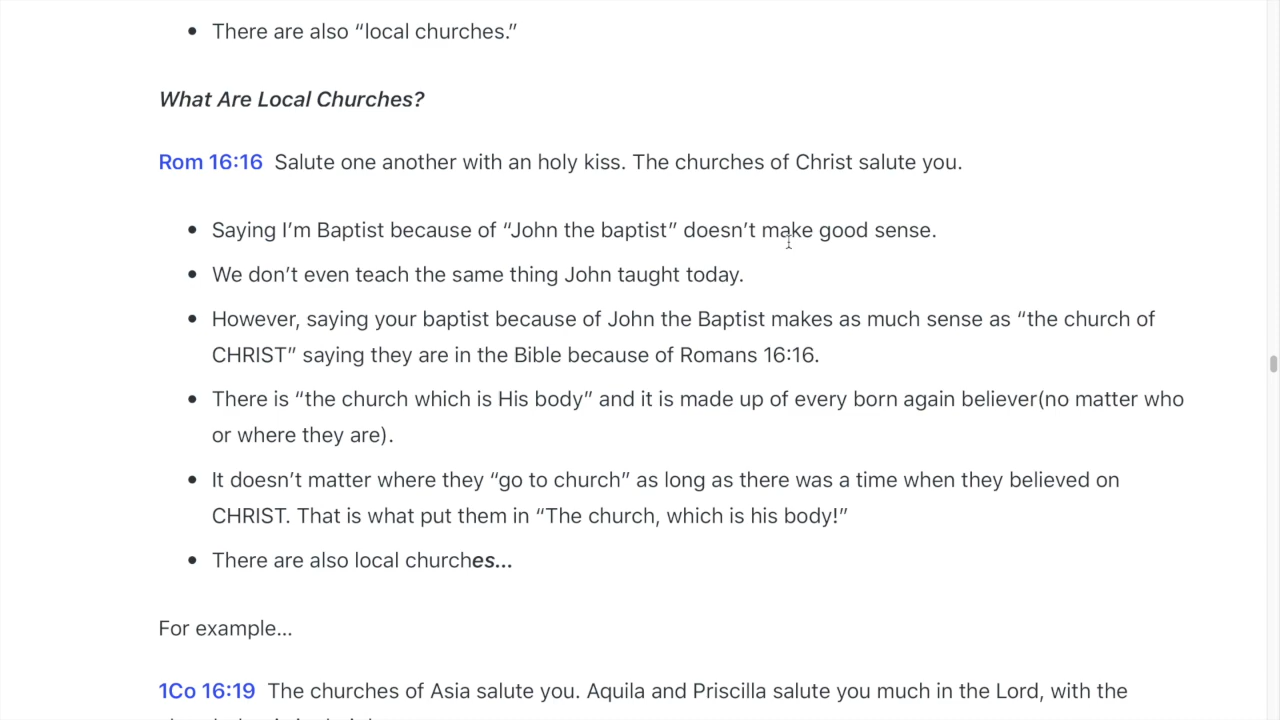 • There are also “local churches.”
What Are Local Churches?
Rom 16:16 Salute one another with an holy kiss. The churches of Christ salute you.
• Saying I’m Baptist because of “John the baptist” doesn’t make good sense.
• We don’t even teach the same thing John taught today.
• However, saying your baptist because of John the Baptist makes as much sense as “the church of
CHRIST” saying they are in the Bible because of Romans 16:16.
• There is “the church which is His body” and it is made up of every born again believer(no matter who
or where they are).
• It doesn’t matter where they “go to church” as long as there was a time when they believed on
CHRIST. That is what put them in “The church, which is his body!”
• There are also local churches...
For example...
1Co 16:19 The churches of Asia salute you. Aquila and Priscilla salute you much in the Lord, with the